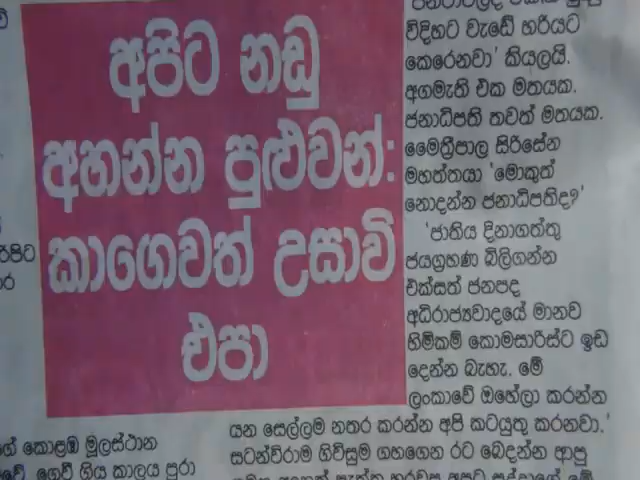 අපිට නඩු
අහන්න පුළුවන්:
කාගෙවත් උසාවි
එපා
විදිහට වැඩේ හරියට
කෙරෙනවා' කියලයි.
අගමැති එක මතයක.
ජනාධිපති තවත් මතයක.
මෛත්‍රීපාල සිරිසේන
මහත්තයා 'මොකුත්
නොදන්න ජනාධිපතිද?'
'ජාතිය දිනාගත්තු
ජයග්‍රහණ බිලිගන්න
එක්සත් ජනපද
අධිරාජ්‍යවාදයේ මානව
හිමිකම් කොමසාරිස්ට ඉඩ
දෙන්න බැහැ. මේ
ලංකාවේ ඔහේලා කරන්න
යන සෙල්ලම නතර කරන්න අපි කටයුතු කරනවා.'
සටන්විරාම ගිවිසුම ගහගෙන රට බෙදන්න ආපු
කොළඹ මූලස්ථාන
ගෙවී ගිය කාලය පුරා